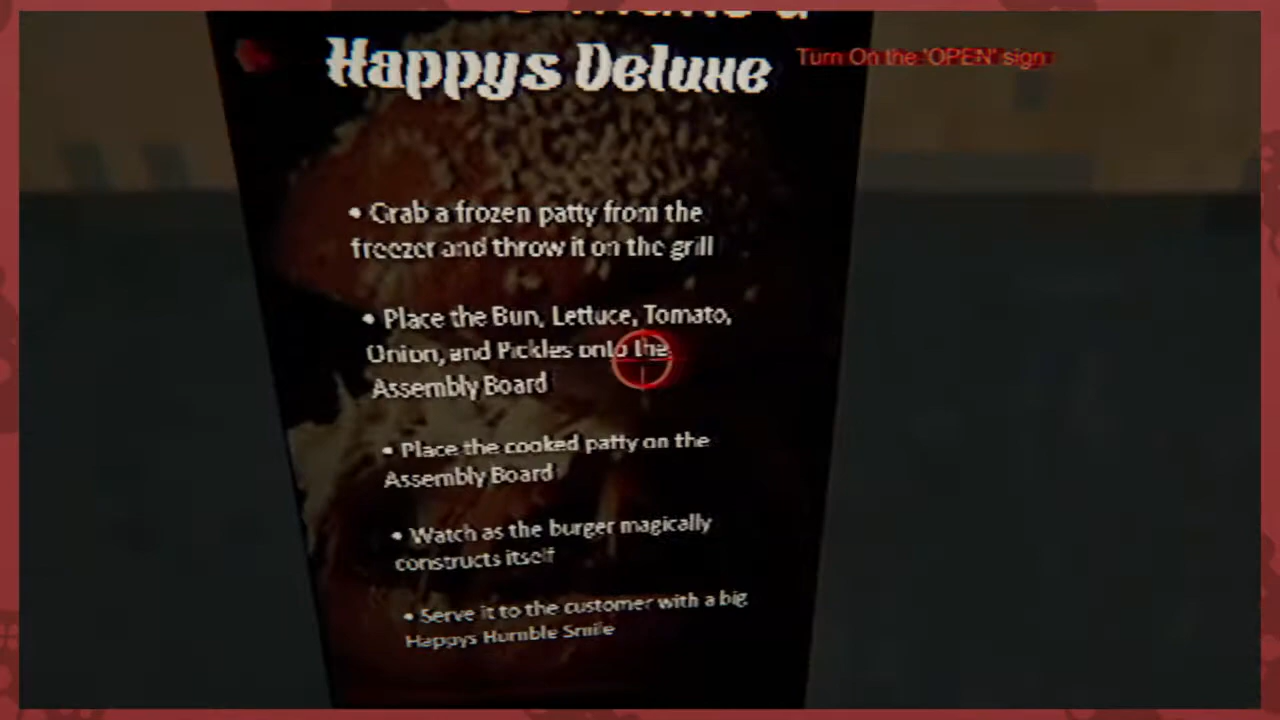 Happys Deluxe
Turn On the 'OPEN' sign
• Grab a frozen patty from the
freezer and throw it on the grill
• Place the Bun, Lettuce, Tomato,
Onion, and Pickles onto the
Assembly Board
• Place the cooked patty on the
Assembly Board
• Watch as the burger magically
constructs itself
• Serve it to the customer with a big
Happys Humble Smile